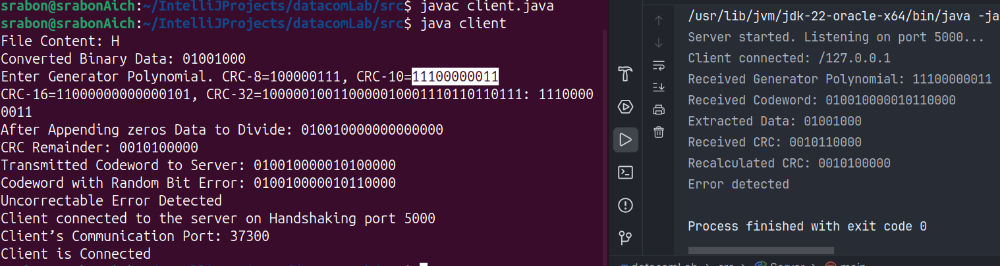 srabon@srabonAich:~/IntelliJProjects/datacomLab/src$ javac client.java
srabon@srabonAich:~/IntelliJProjects/datacomLab/src$ java client
File Content: H
Converted Binary Data: 01001000
Enter Generator Polynomial. CRC-8=100000111, CRC-10=11100000011
CRC-16=11000000000000101, CRC-32=100000100110000010001110110110111: 1110000
0011
After Appending zeros Data to Divide: 010010000000000000
CRC Remainder: 0010100000
Transmitted Codeword to Server: 010010000010100000
Codeword with Random Bit Error: 010010000010110000
Uncorrectable Error Detected
Client connected to the server on Handshaking port 5000
Client’s Communication Port: 37300
Client is Connected
/usr/lib/jvm/jdk-22-oracle-x64/bin/java -ja
Server started. Listening on port 5000...
Client connected: /127.0.0.1
Received Generator Polynomial: 11100000011
Received Codeword: 010010000010110000
Extracted Data: 01001000
Received CRC: 0010110000
Recalculated CRC: 0010100000
Error detected
Process finished with exit code 0